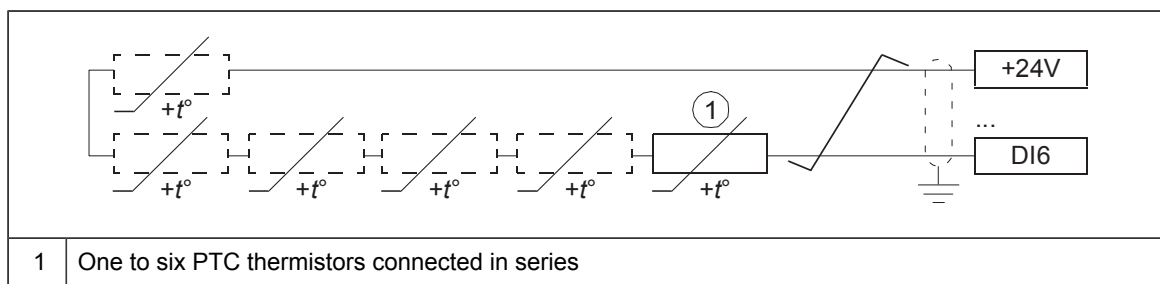 +24V
+t°
1
...
DI6
+t° +t° +t° +t° +t°
1 One to six PTC thermistors connected in series